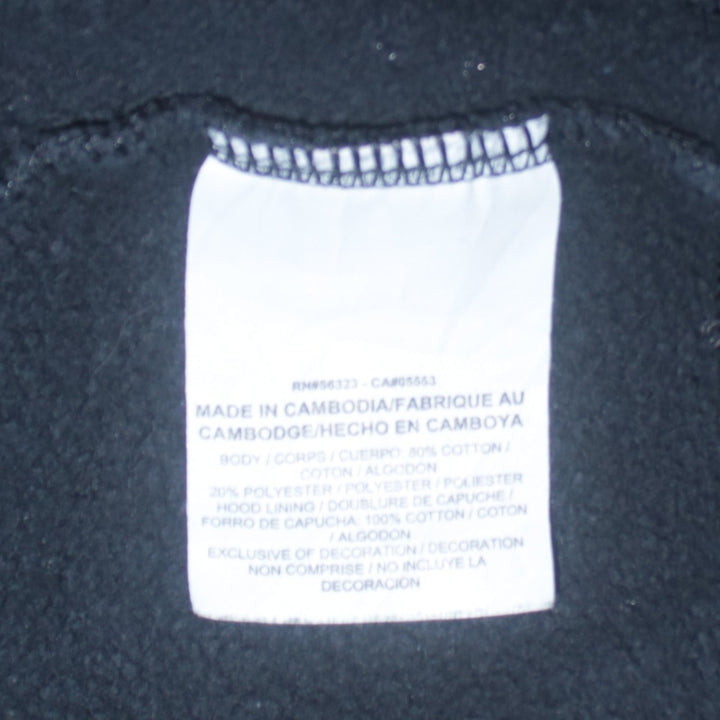 RN#56323 - CA#05553
MADE IN CAMBODIA/FABRIQUE AU
CAMBODGE/HECHO EN CAMBOYA
BODY / CORPS / CUERPO: 80% COTTON /
COTON / ALGODON
20% POLYESTER / POLYESTER / POLIESTER
HOOD LINING / DOUBLURE DE CAPUCHE /
FORRO DE CAPUCHA: 100% COTTON / COTON
/ ALGODON
EXCLUSIVE OF DECORATION / DECORATION
NON COMPRISE / NO INCLUYE LA
DECORACION